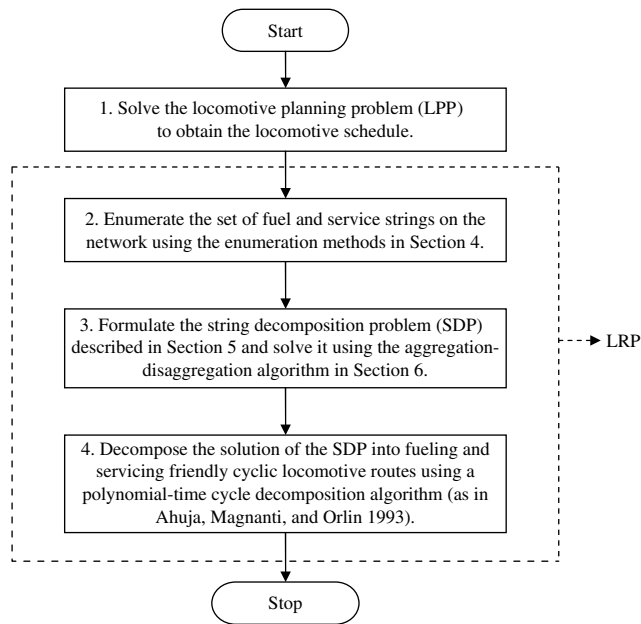 Start
1. Solve the locomotive planning problem (LPP)
to obtain the locomotive schedule.
2. Enumerate the set of fuel and service strings on the
network using the enumeration methods in Section 4.
3. Formulate the string decomposition problem (SDP)
described in Section 5 and solve it using the aggregation-
disaggregation algorithm in Section 6.
LRP
4. Decompose the solution of the SDP into fueling and
servicing friendly cyclic locomotive routes using a
polynomial-time cycle decomposition algorithm (as in
Ahuja, Magnanti, and Orlin 1993).
Stop